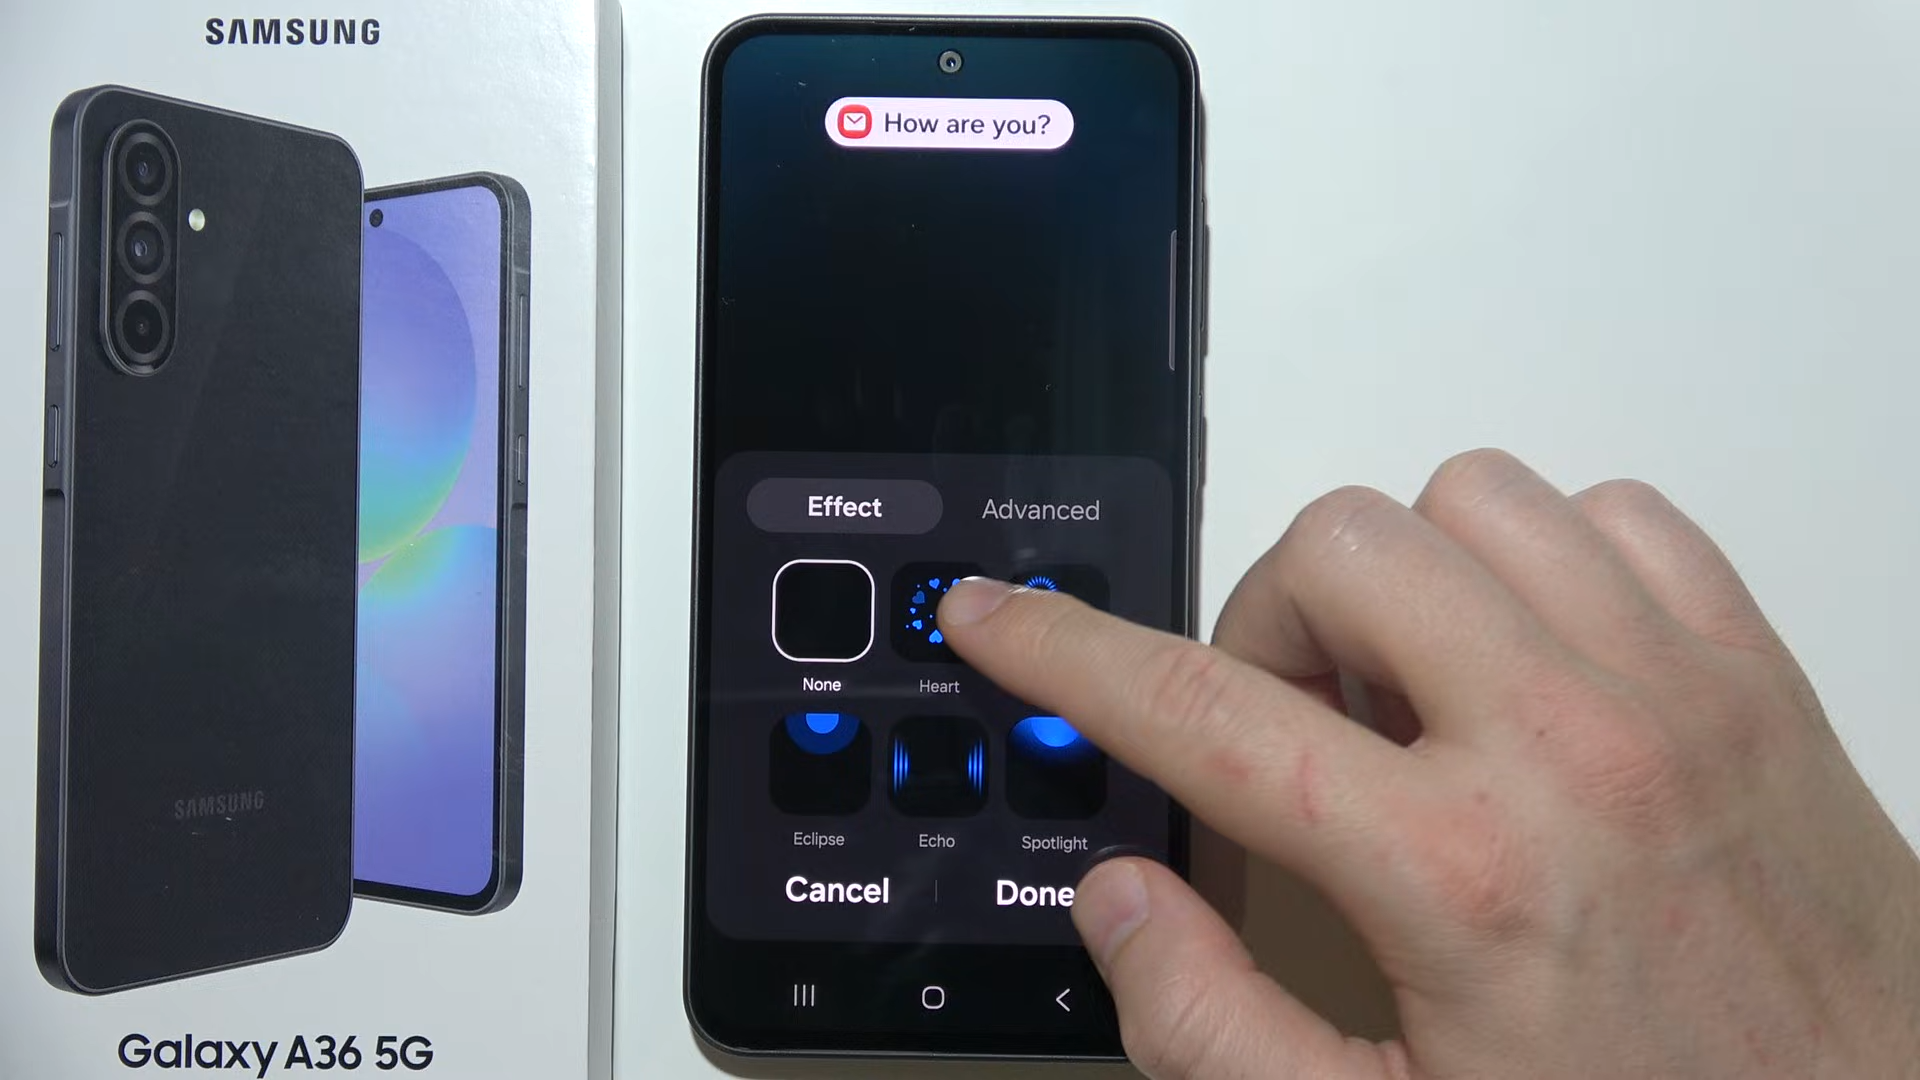 SAMSUNG
SAMSUNG
Galaxy A36 5G
How are you?
Effect
Advanced
None
Heart
Eclipse
Echo
Spotlight
Cancel
Done